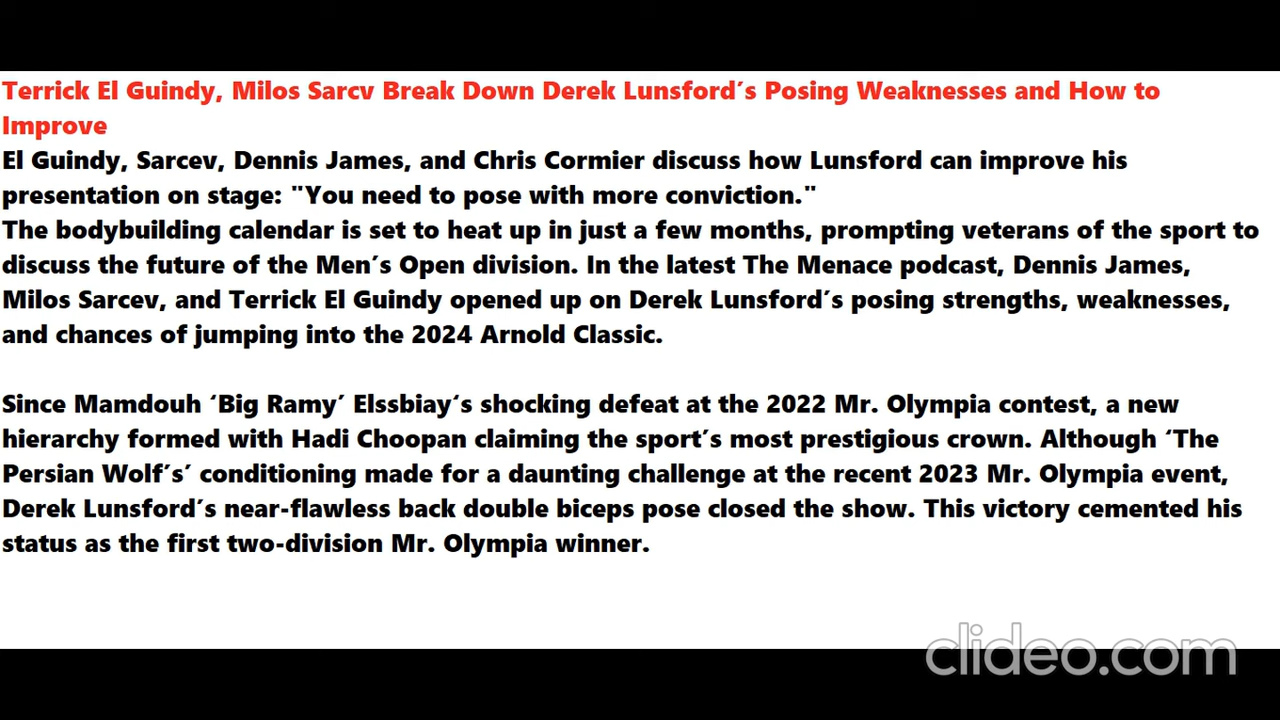 Terrick El Guindy, Milos Sarcv Break Down Derek Lunsford’s Posing Weaknesses and How to
Improve
El Guindy, Sarcev, Dennis James, and Chris Cormier discuss how Lunsford can improve his
presentation on stage: "You need to pose with more conviction."
The bodybuilding calendar is set to heat up in just a few months, prompting veterans of the sport to
discuss the future of the Men’s Open division. In the latest The Menace podcast, Dennis James,
Milos Sarcev, and Terrick El Guindy opened up on Derek Lunsford’s posing strengths, weaknesses,
and chances of jumping into the 2024 Arnold Classic.
Since Mamdouh ‘Big Ramy’ Elssbiay‘s shocking defeat at the 2022 Mr. Olympia contest, a new
hierarchy formed with Hadi Choopan claiming the sport’s most prestigious crown. Although ‘The
Persian Wolf’s’ conditioning made for a daunting challenge at the recent 2023 Mr. Olympia event,
Derek Lunsford’s near-flawless back double biceps pose closed the show. This victory cemented his
status as the first two-division Mr. Olympia winner.
clideo.com